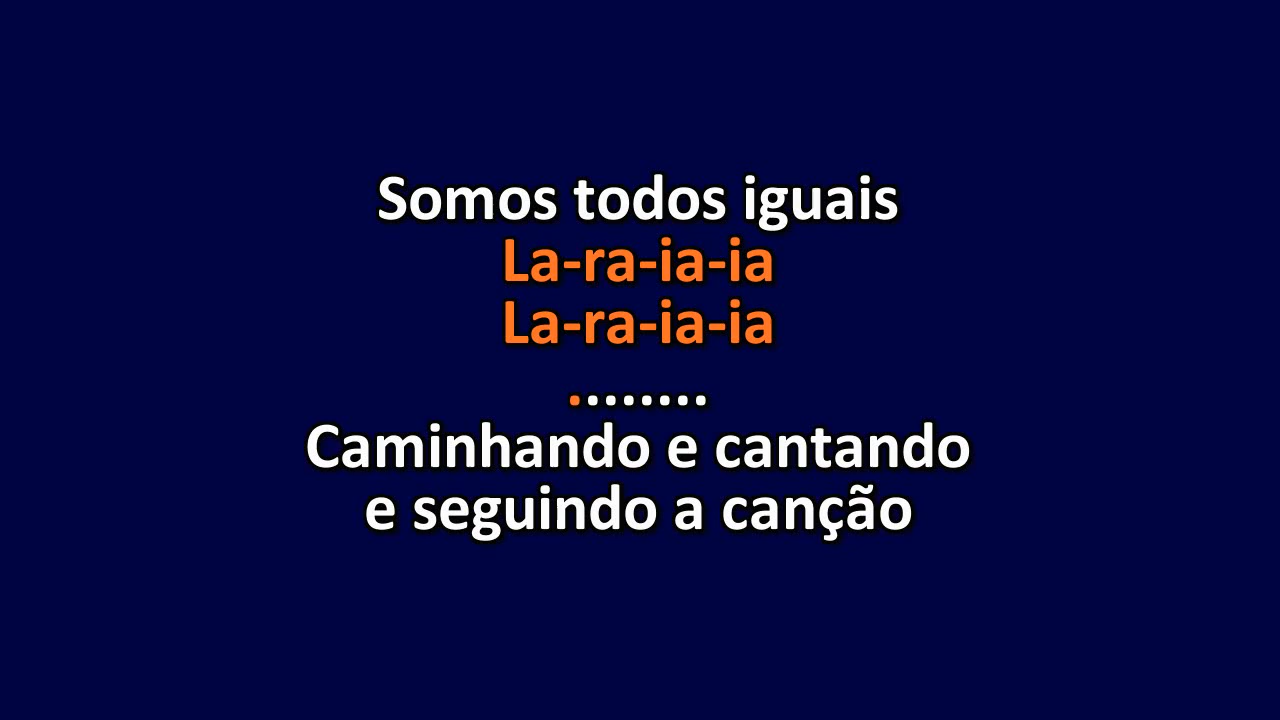 Somos todos iguais
La-ra-ia-ia
La-ra-ia-ia
........
Caminhando e cantando
e seguindo a canção